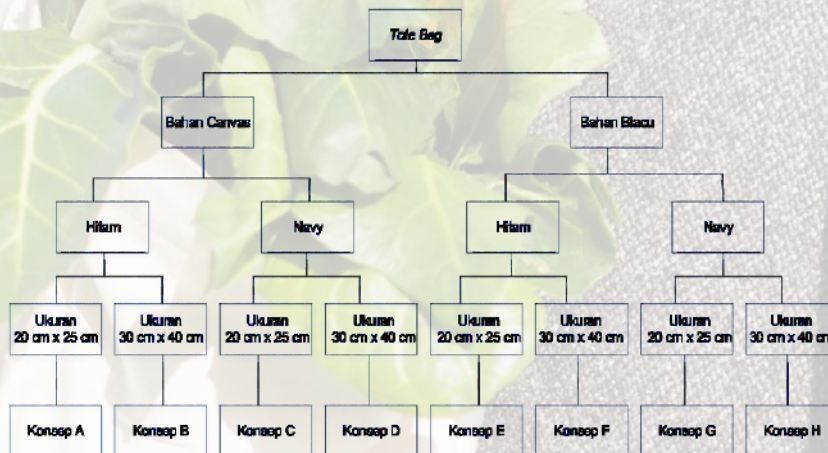 Tote Bag
Bahan Canvas
Bahan Blacu
Hitam
Navy
Hitam
Navy
Ukuran
20 cm x 25 cm
Ukuran
30 cm x 40 cm
Ukuran
20 cm x 25 cm
Ukuran
30 cm x 40 cm
Ukuran
20 cm x 25 cm
Ukuran
30 cm x 40 cm
Ukuran
20 cm x 25 cm
Ukuran
30 cm x 40 cm
Konsep A
Konsep B
Konsep C
Konsep D
Konsep E
Konsep F
Konsep G
Konsep H